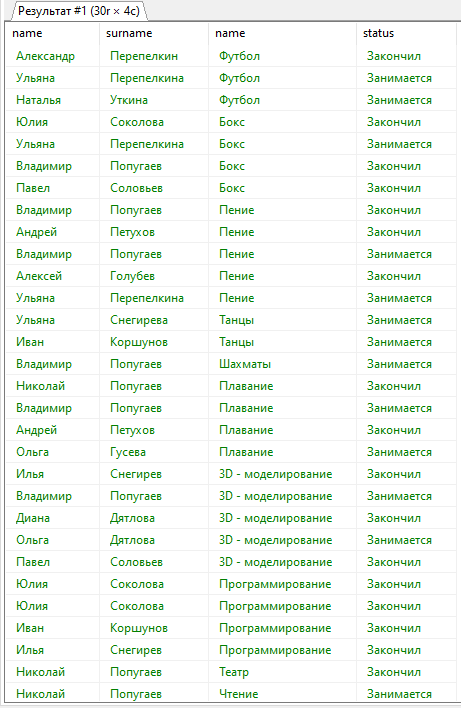 Результат #1 (30r × 4c)
name surname name status
Александр Перепелкин Футбол Закончил
Ульяна Перепелкина Футбол Занимается
Наталья Уткина Футбол Занимается
Юлия Соколова Бокс Закончил
Ульяна Перепелкина Бокс Занимается
Владимир Попугаев Бокс Закончил
Павел Соловьев Бокс Закончил
Владимир Попугаев Пение Закончил
Андрей Петухов Пение Закончил
Владимир Попугаев Пение Занимается
Алексей Голубев Пение Закончил
Ульяна Перепелкина Пение Занимается
Ульяна Снегирева Танцы Занимается
Иван Коршунов Танцы Занимается
Владимир Попугаев Шахматы Занимается
Николай Попугаев Плавание Закончил
Владимир Попугаев Плавание Занимается
Андрей Петухов Плавание Закончил
Ольга Гусева Плавание Занимается
Илья Снегирев 3D - моделирование Закончил
Владимир Попугаев 3D - моделирование Занимается
Диана Дятлова 3D - моделирование Закончил
Ольга Дятлова 3D - моделирование Занимается
Павел Соловьев 3D - моделирование Закончил
Юлия Соколова Программирование Закончил
Юлия Соколова Программирование Закончил
Иван Коршунов Программирование Закончил
Илья Снегирев Программирование Закончил
Николай Попугаев Театр Закончил
Николай Попугаев Чтение Занимается